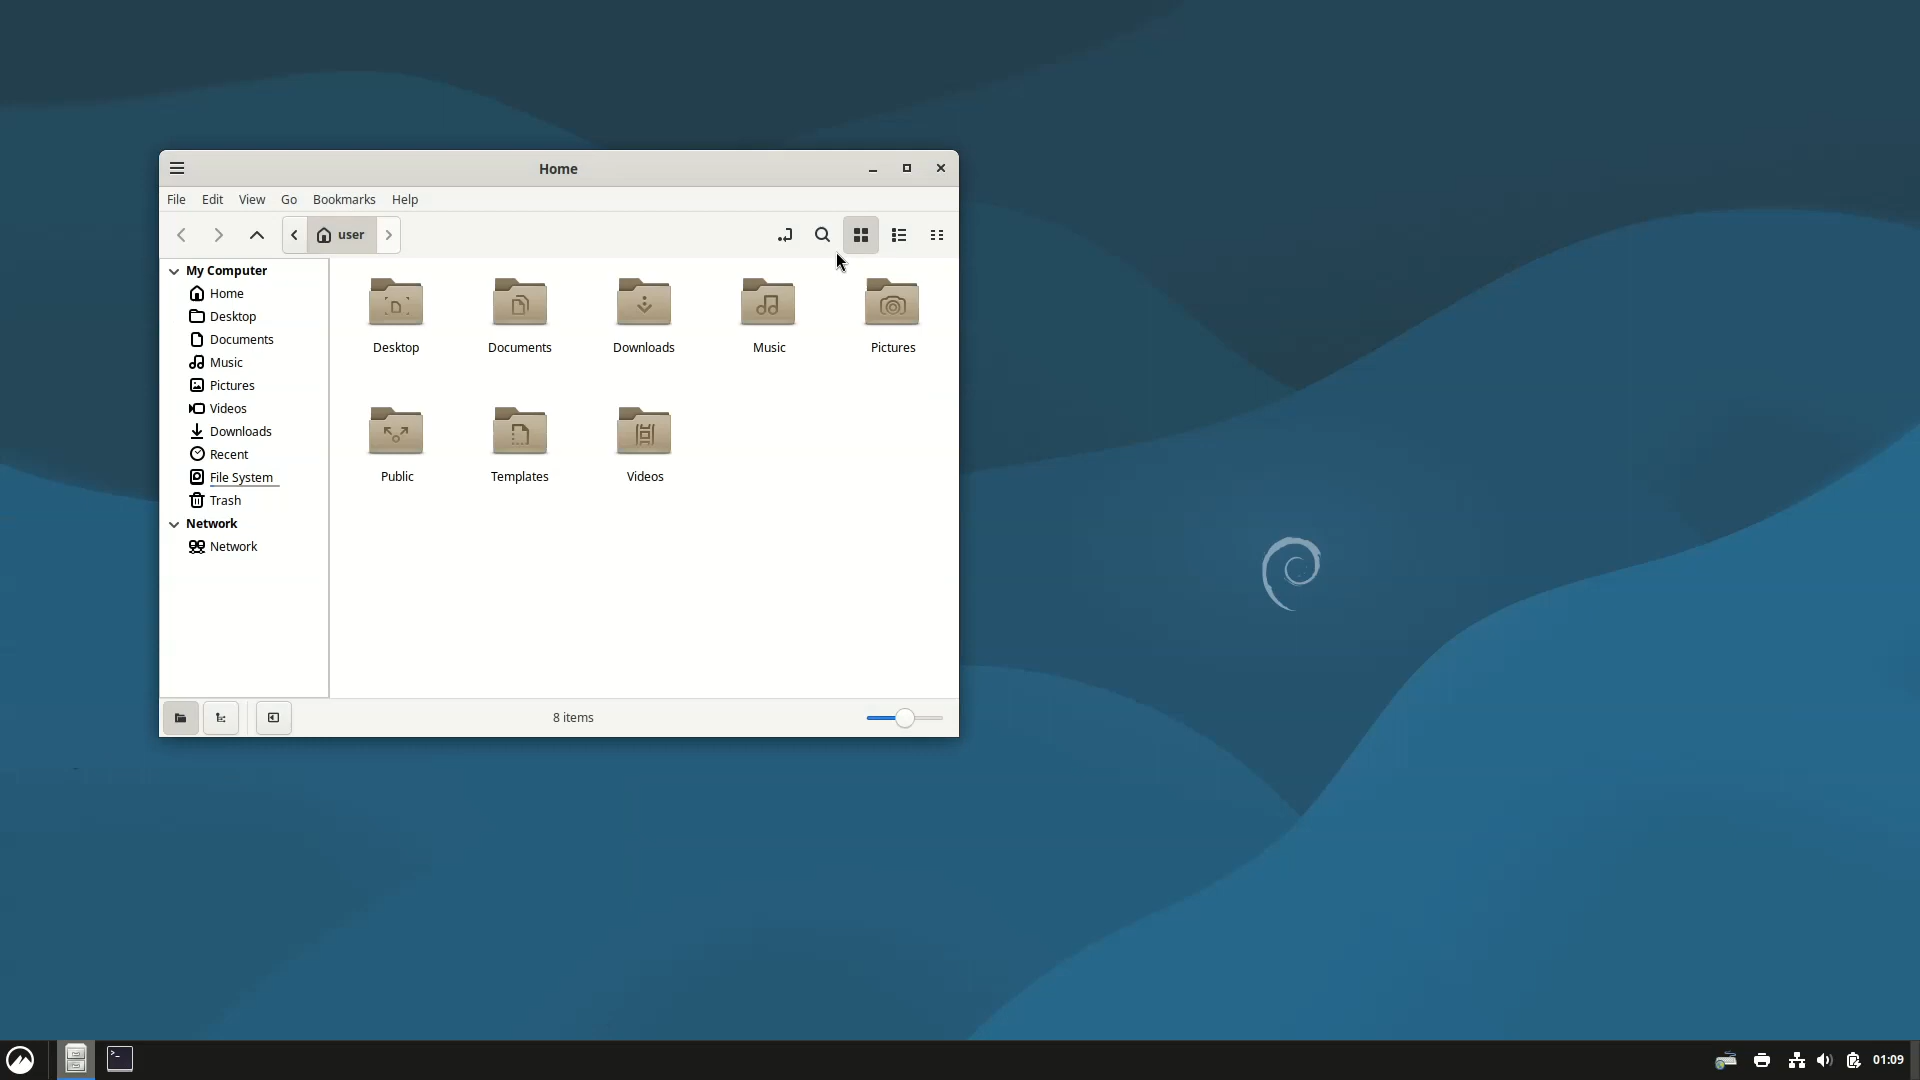 Home
File Edit View Go Bookmarks Help
user
My Computer
Home
Desktop
Documents
Music
Pictures
Videos
Downloads
Recent
File System
Trash
Network
Network
Desktop Documents Downloads Music Pictures
Public Templates Videos
8 items
01:09